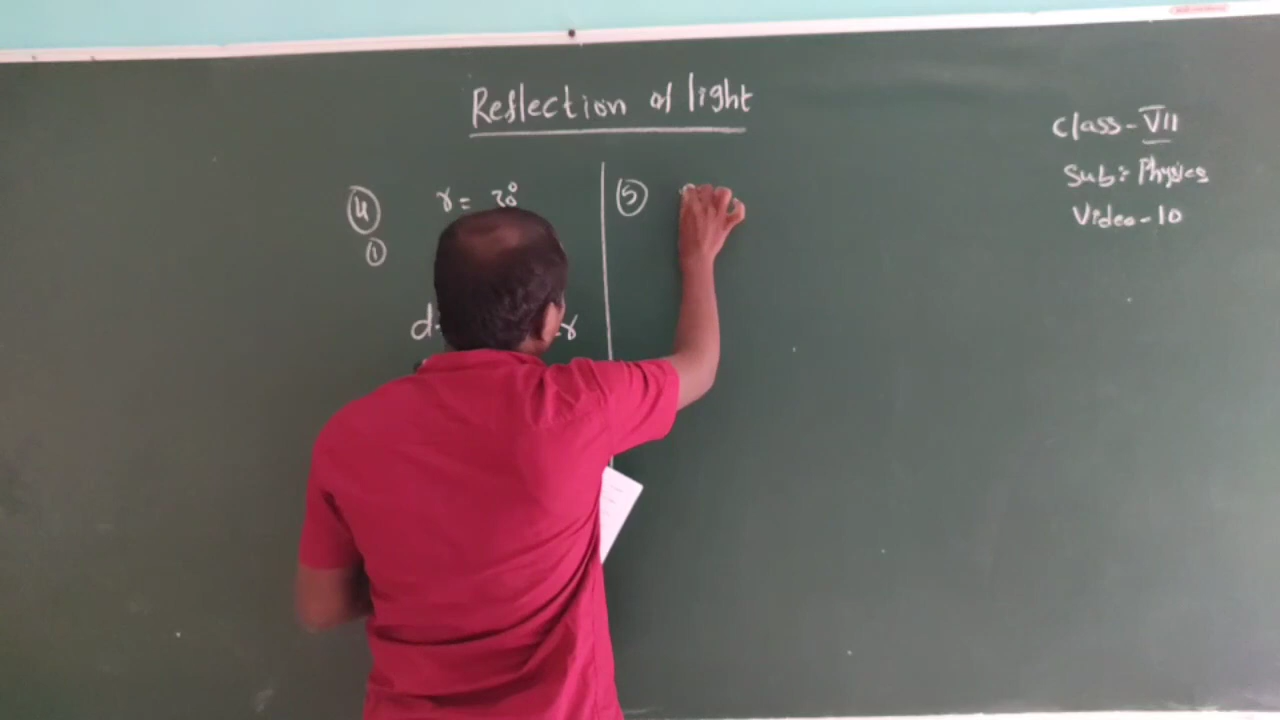 Reflection of light
Class - VII
Sub: Physics
Video - 10
④ r = 20°
①
d
r
⑤